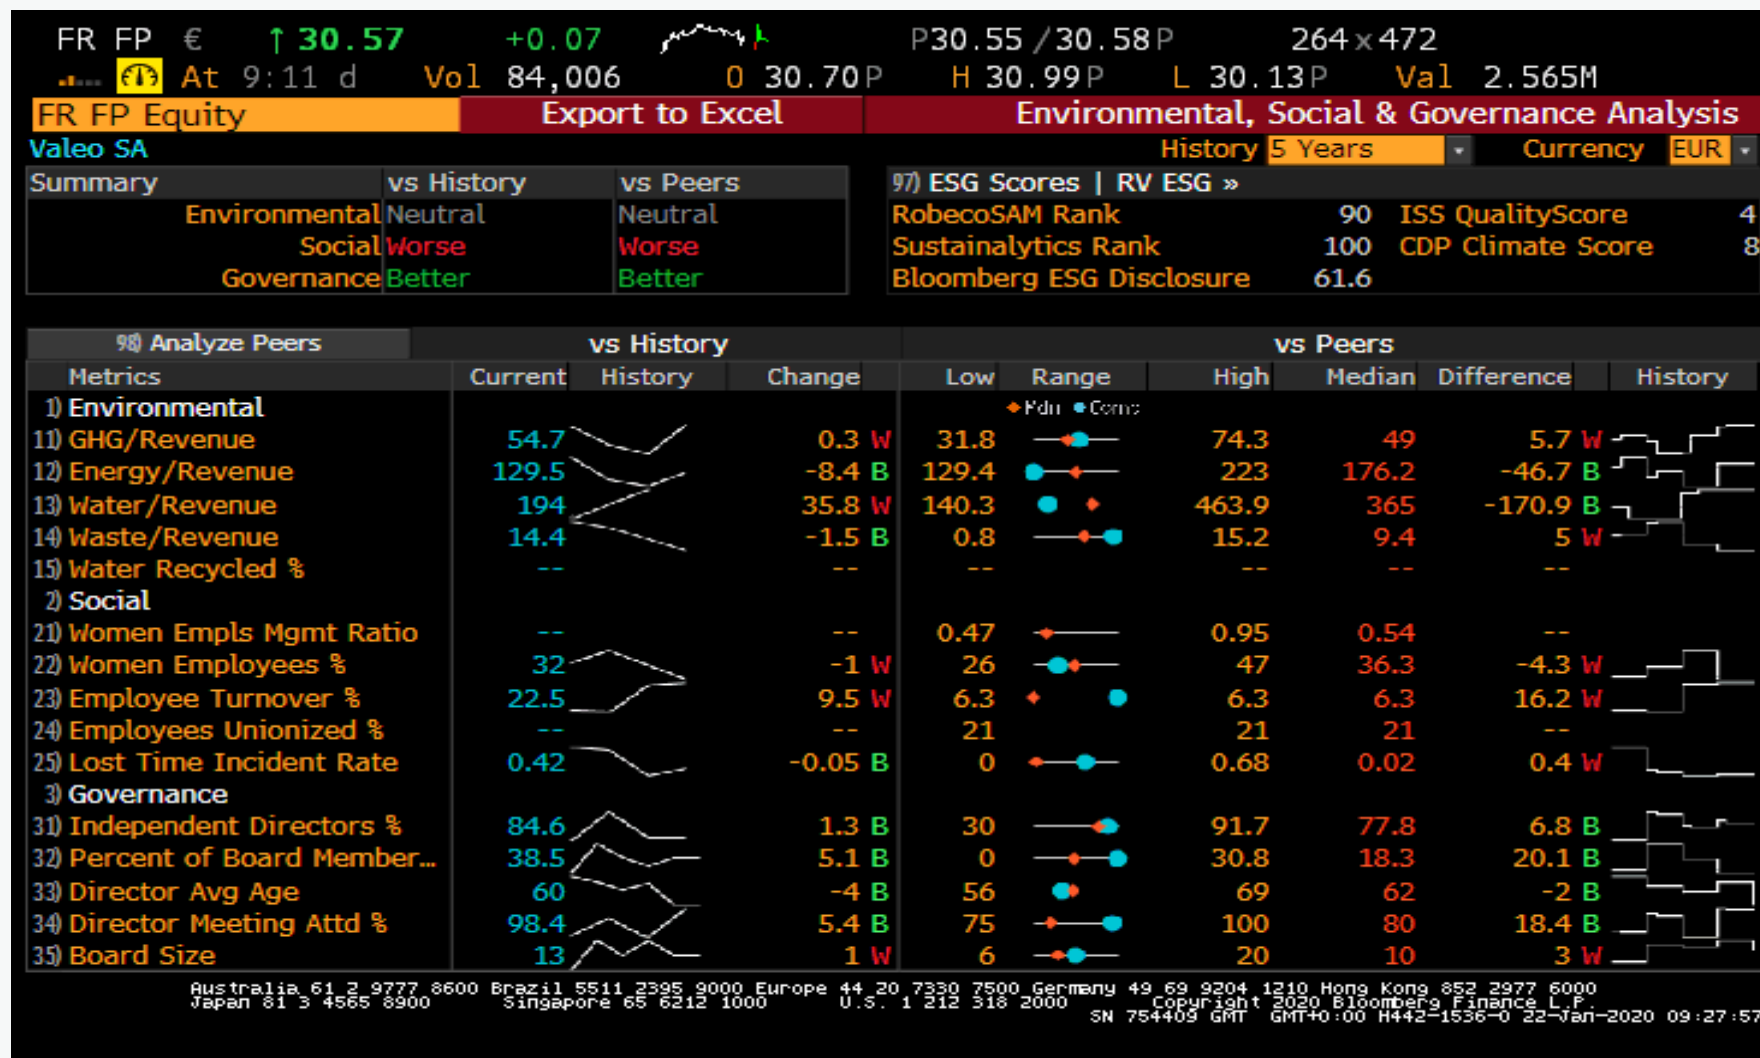 FR FP € ↑ 30.57 +0.07 P30.55 /30.58P 264x472
At 9:11 d Vol 84,006 O 30.70P H 30.99P L 30.13P Val 2.565M
FR FP Equity Export to Excel Environmental, Social & Governance Analysis
Valeo SA History 5 Years Currency EUR
Summary vs History vs Peers 97) ESG Scores | RV ESG »
Environmental Neutral Neutral RobecoSAM Rank 90 ISS QualityScore 4
Social Worse Worse Sustainalytics Rank 100 CDP Climate Score 8
Governance Better Better Bloomberg ESG Disclosure 61.6
98) Analyze Peers vs History vs Peers
Metrics Current History Change Low Range High Median Difference History
1) Environmental Mdn
11) GHG/Revenue 54.7 0.3 W 31.8 74.3 49 5.7 W
12) Energy/Revenue 129.5 -8.4 B 129.4 223 176.2 -46.7 B
13) Water/Revenue 194 35.8 W 140.3 463.9 365 -170.9 B
14) Waste/Revenue 14.4 -1.5 B 0.8 15.2 9.4 5 W
15) Water Recycled % -- -- -- -- -- --
2) Social
21) Women Empls Mgmt Ratio -- -- 0.47 0.95 0.54 --
22) Women Employees % 32 -1 W 26 47 36.3 -4.3 W
23) Employee Turnover % 22.5 9.5 W 6.3 6.3 6.3 16.2 W
24) Employees Unionized % -- -- 21 21 21 --
25) Lost Time Incident Rate 0.42 -0.05 B 0 0.68 0.02 0.4 W
3) Governance
31) Independent Directors % 84.6 1.3 B 30 91.7 77.8 6.8 B
32) Percent of Board Member... 38.5 5.1 B 0 30.8 18.3 20.1 B
33) Director Avg Age 60 -4 B 56 69 62 -2 B
34) Director Meeting Attd % 98.4 5.4 B 75 100 80 18.4 B
35) Board Size 13 1 W 6 20 10 3 W
Australia 61 2 9777 8600 Brazil 5511 2395 9000 Europe 44 20 7330 7500 Germany 49 69 9204 1210 Hong Kong 852 2977 6000
Japan 81 3 4565 8900 Singapore 65 6212 1000 U.S. 1 212 318 2000 Copyright 2020 Bloomberg Finance L.P.
SN 754409 GMT GMT+0:00 H442-1536-0 22-Jan-2020 09:27:57